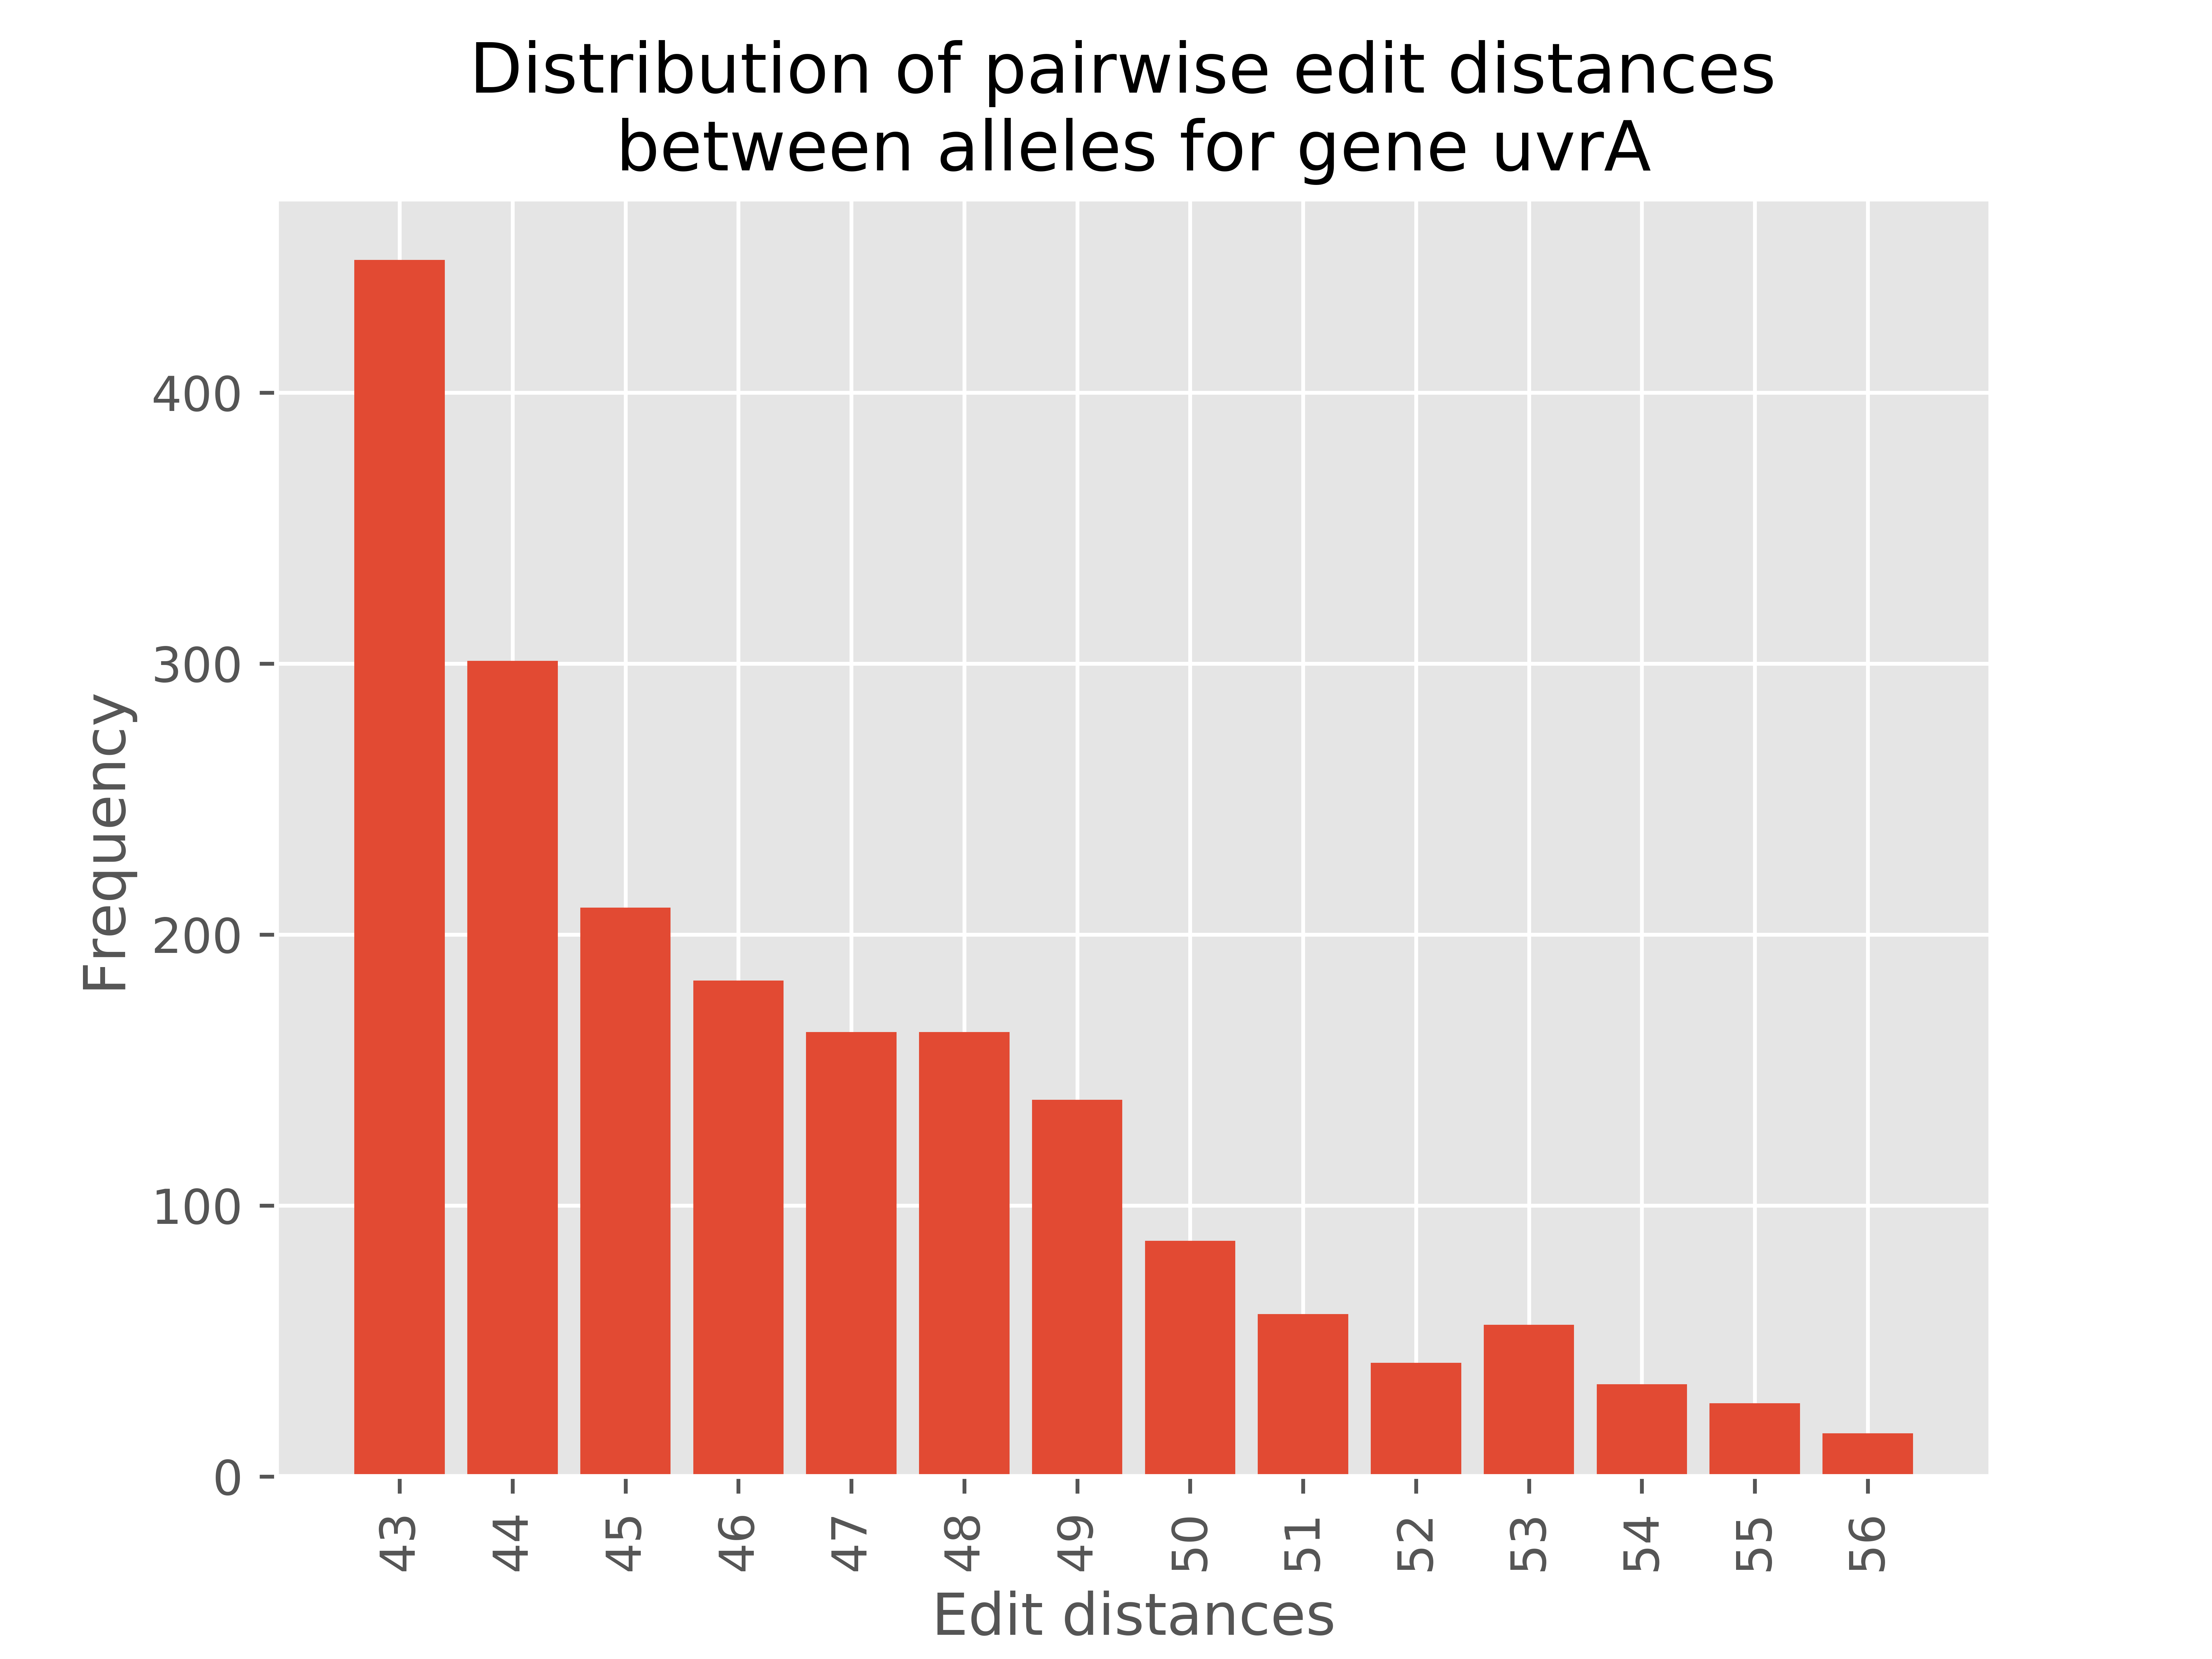 Distribution of pairwise edit distances
between alleles for gene uvrA
Frequency
400
300
200
100
0
43 44 45 46 47 48 49 50 51 52 53 54 55 56
Edit distances